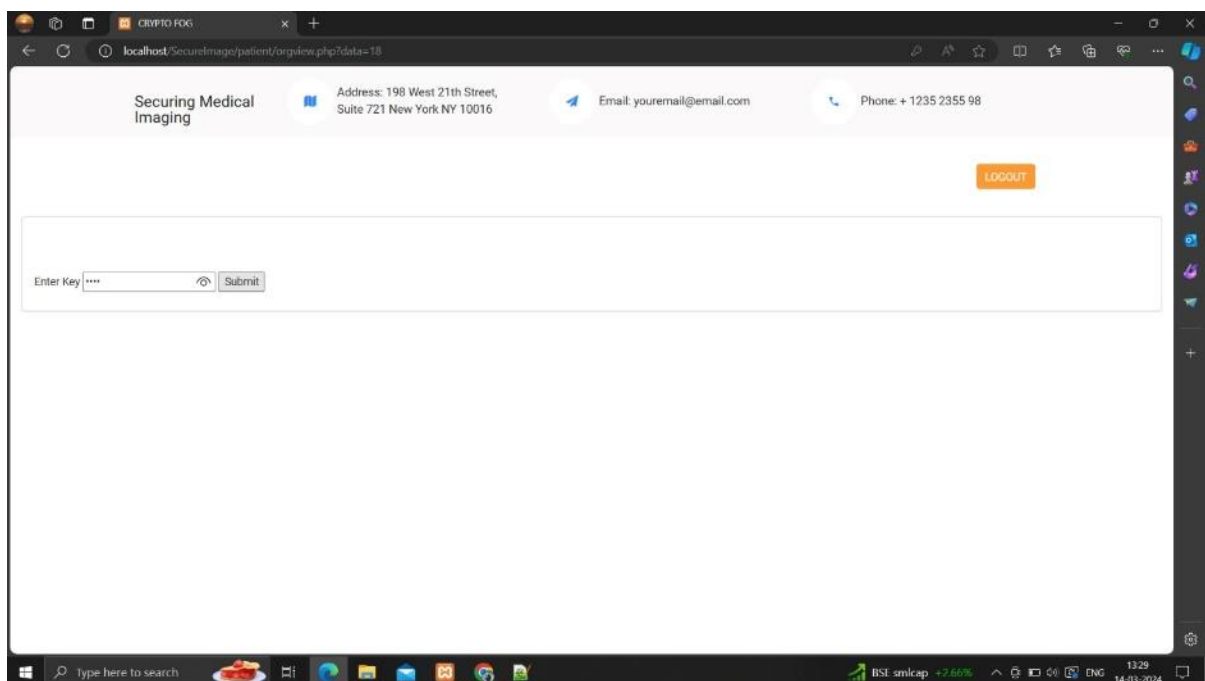 CRYPTO FOG
localhost/SecureImage/patient/orgview.php?data=18
Securing Medical
Imaging
Address: 198 West 21th Street,
Suite 721 New York NY 10016
Email: youremail@email.com
Phone: + 1235 2355 98
LOGOUT
Enter Key •••• Submit
Type here to search
BSE smlcap +2.66%
ENG
13:29
14-03-2024